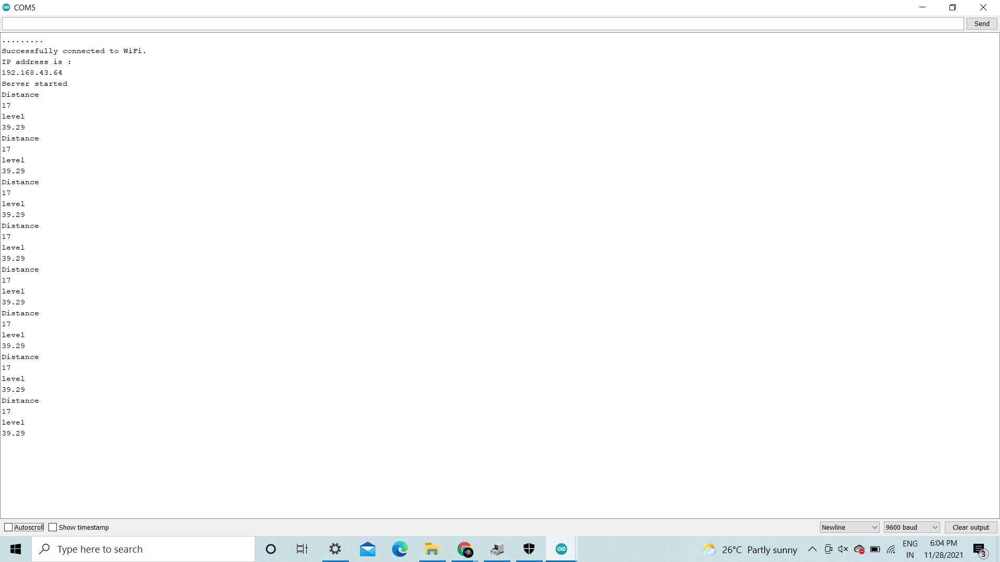 COM5
Send
.........
Successfully connected to WiFi.
IP address is :
192.168.43.64
Server started
Distance
17
level
39.29
Distance
17
level
39.29
Distance
17
level
39.29
Distance
17
level
39.29
Distance
17
level
39.29
Distance
17
level
39.29
Distance
17
level
39.29
Distance
17
level
39.29
Autoscroll Show timestamp Newline 9600 baud Clear output
Type here to search 26°C Partly sunny ENG IN 6:04 PM 11/28/2021 3